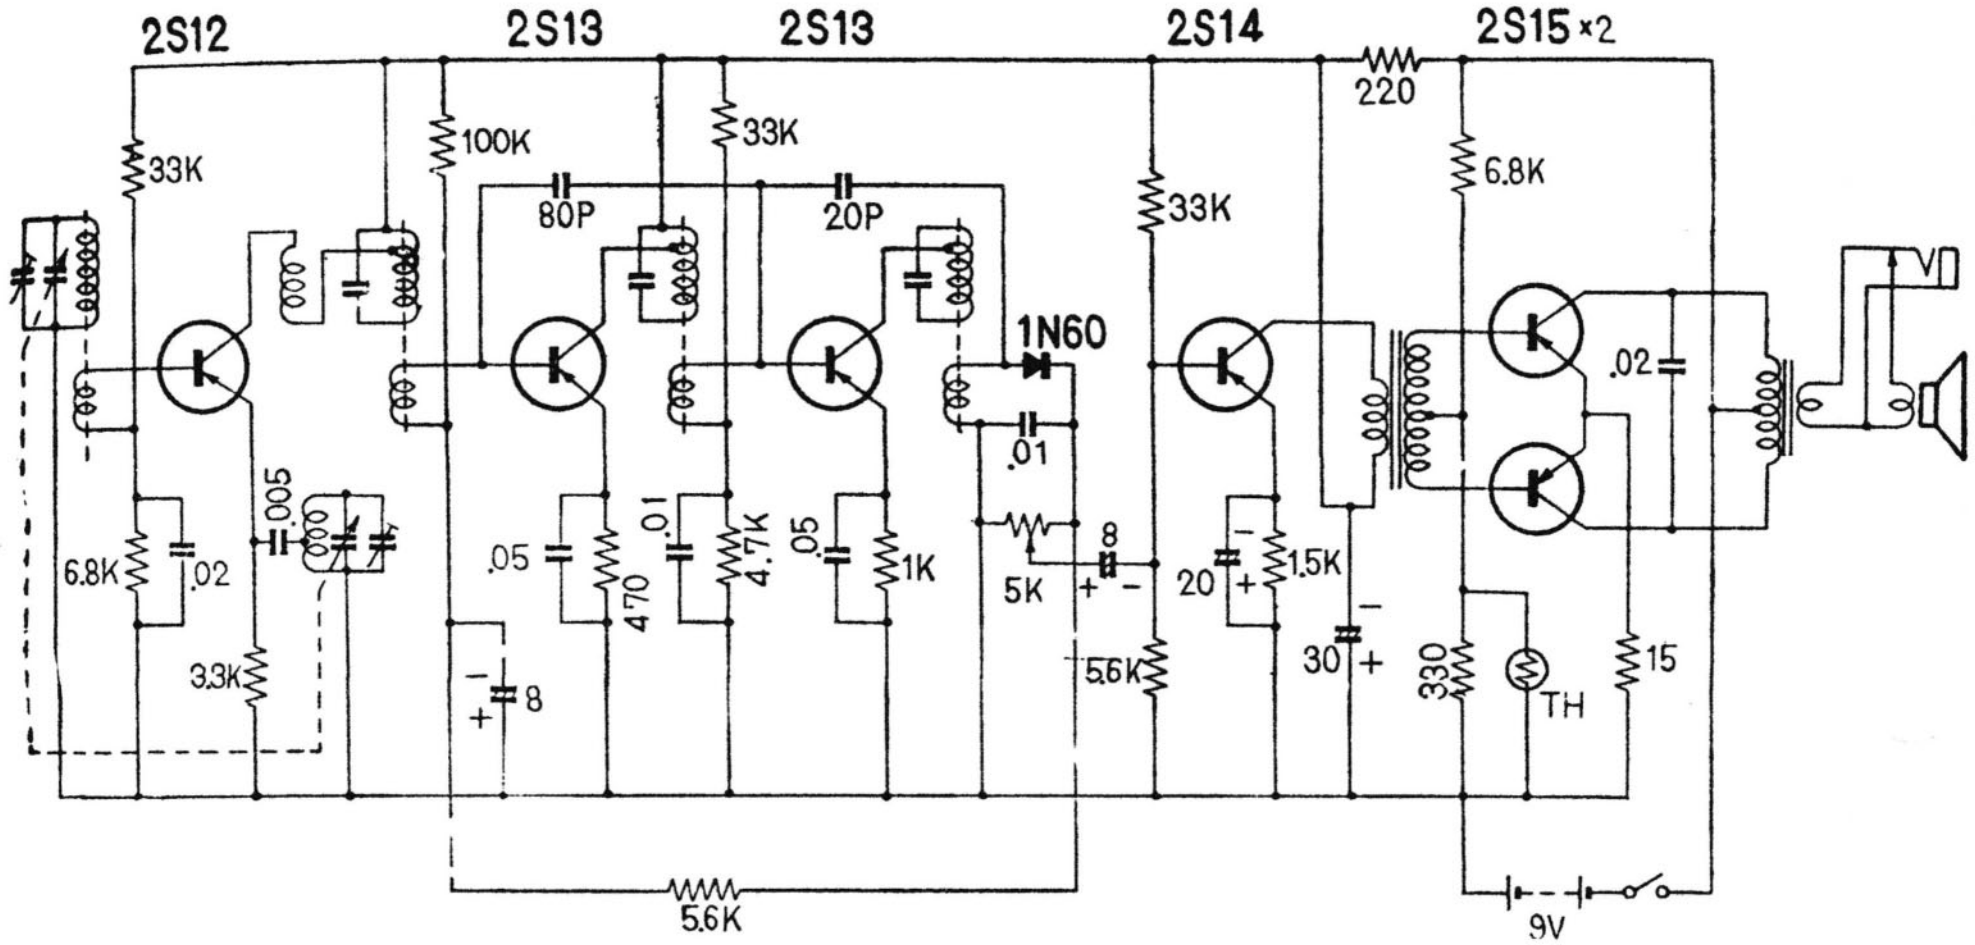 2S12
2S13
2S13
2S14
2S15 ×2
220
33K
100K
33K
33K
6.8K
80P
20P
1N60
.02
.01
6.8K
.02
.005
3.3K
.05
470
.01
4.7K
.05
1K
5K
8
+ -
-
20 +
1.5K
-
8
+
5.6K
-
30 +
330
TH
15
5.6K
9V